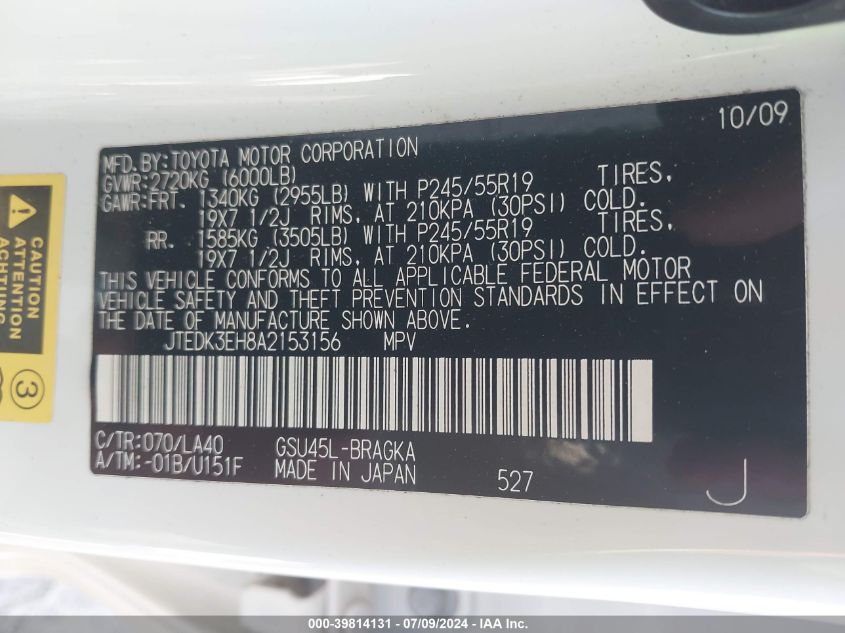 10/09
MFD.BY:TOYOTA MOTOR CORPORATION
GVWR:2720KG (6000LB)
GAWR:FRT. 1340KG (2955LB) WITH P245/55R19 TIRES,
19X7 1/2J RIMS, AT 210KPA (30PSI) COLD.
RR. 1585KG (3505LB) WITH P245/55R19 TIRES,
19X7 1/2J RIMS, AT 210KPA (30PSI) COLD.
THIS VEHICLE CONFORMS TO ALL APPLICABLE FEDERAL MOTOR
VEHICLE SAFETY AND THEFT PREVENTION STANDARDS IN EFFECT ON
THE DATE OF MANUFACTURE SHOWN ABOVE.
JTEDK3EH8A2153156 MPV
C/TR:070/LA40 GSU45L-BRAGKA
A/TM:-01B/U151F MADE IN JAPAN 527 J
CAUTION
ATTENTION
ACHTUNG
3
000-39814131 - 07/09/2024 - IAA Inc.